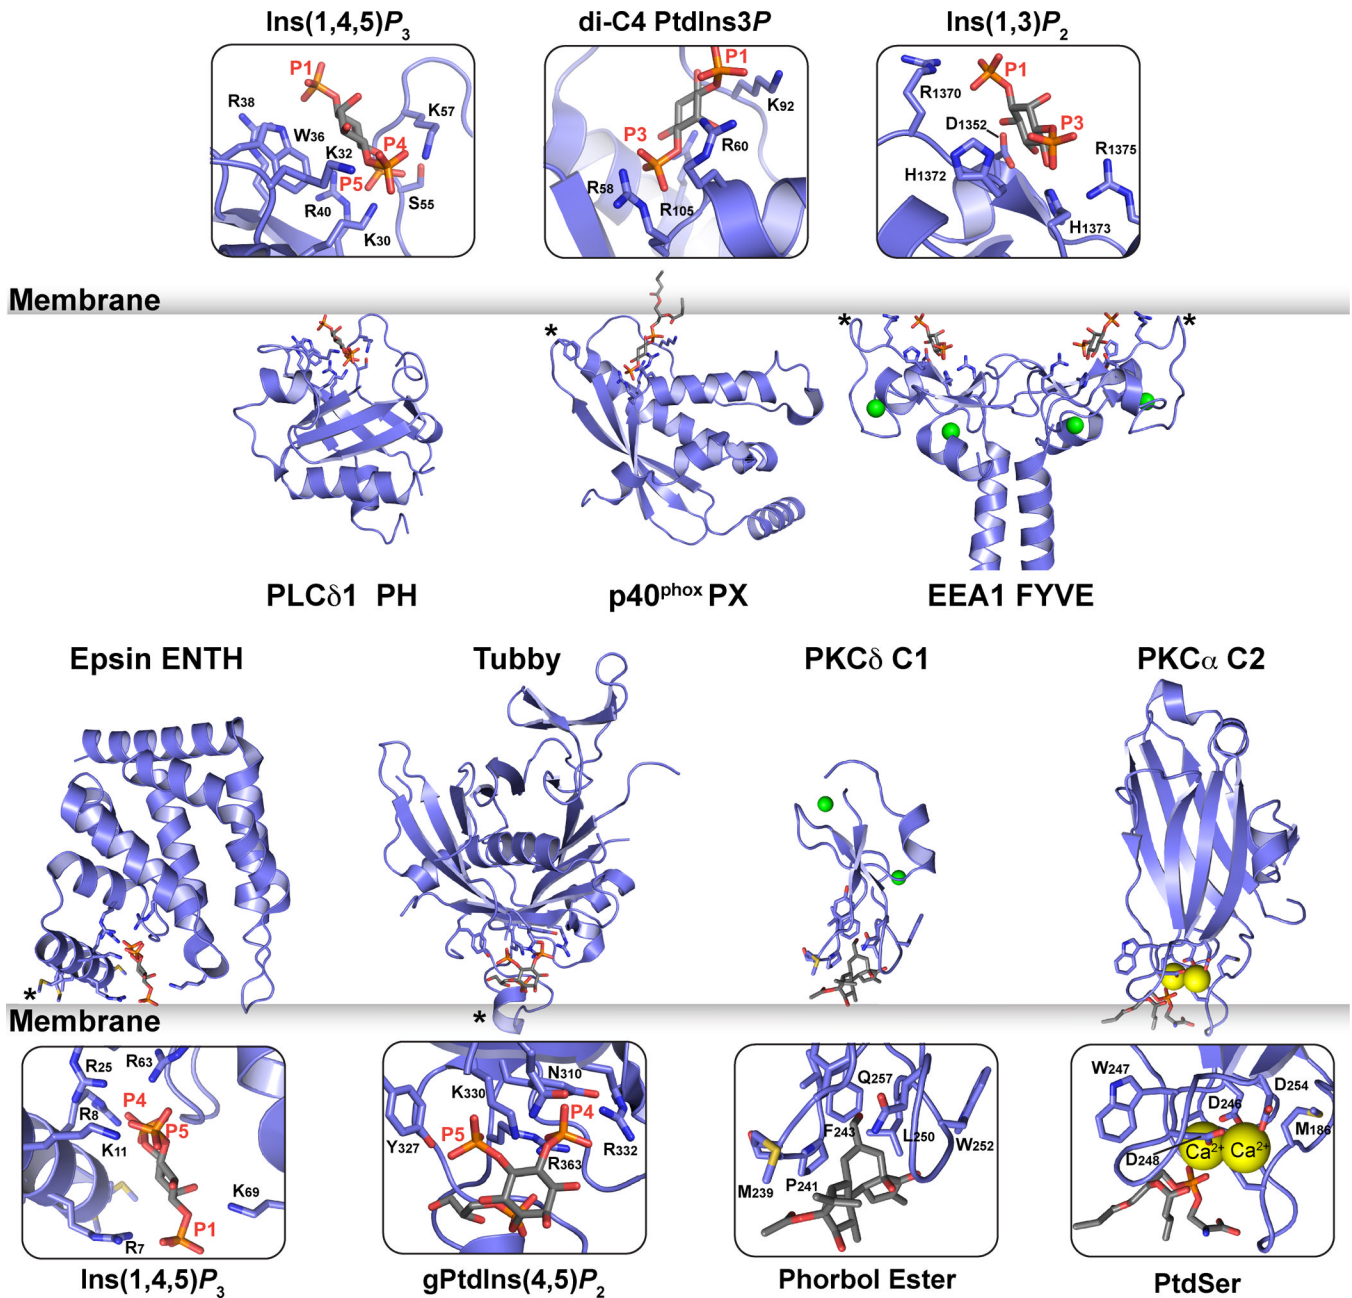 Ins(1,4,5)P3 di-C4 PtdIns3P Ins(1,3)P2
P1
R38
W36
K32
K57
P4
P5
R40
S55
K30
P1
K92
P3
R60
R58
R105
R1370
P1
D1352
P3
R1375
H1372
H1373
Membrane
*
*
*
PLCδ1 PH p40phox PX EEA1 FYVE
Epsin ENTH Tubby PKCδ C1 PKCα C2
*
*
Membrane
R25
R63
P4
R8
P5
K11
K69
P1
R7
N310
K330
P4
P5
Y327
R363
R332
Q257
F243
L250
W252
P241
M239
W247
D254
D246
M186
D248
Ca2+
Ca2+
Ins(1,4,5)P3 gPtdIns(4,5)P2 Phorbol Ester PtdSer